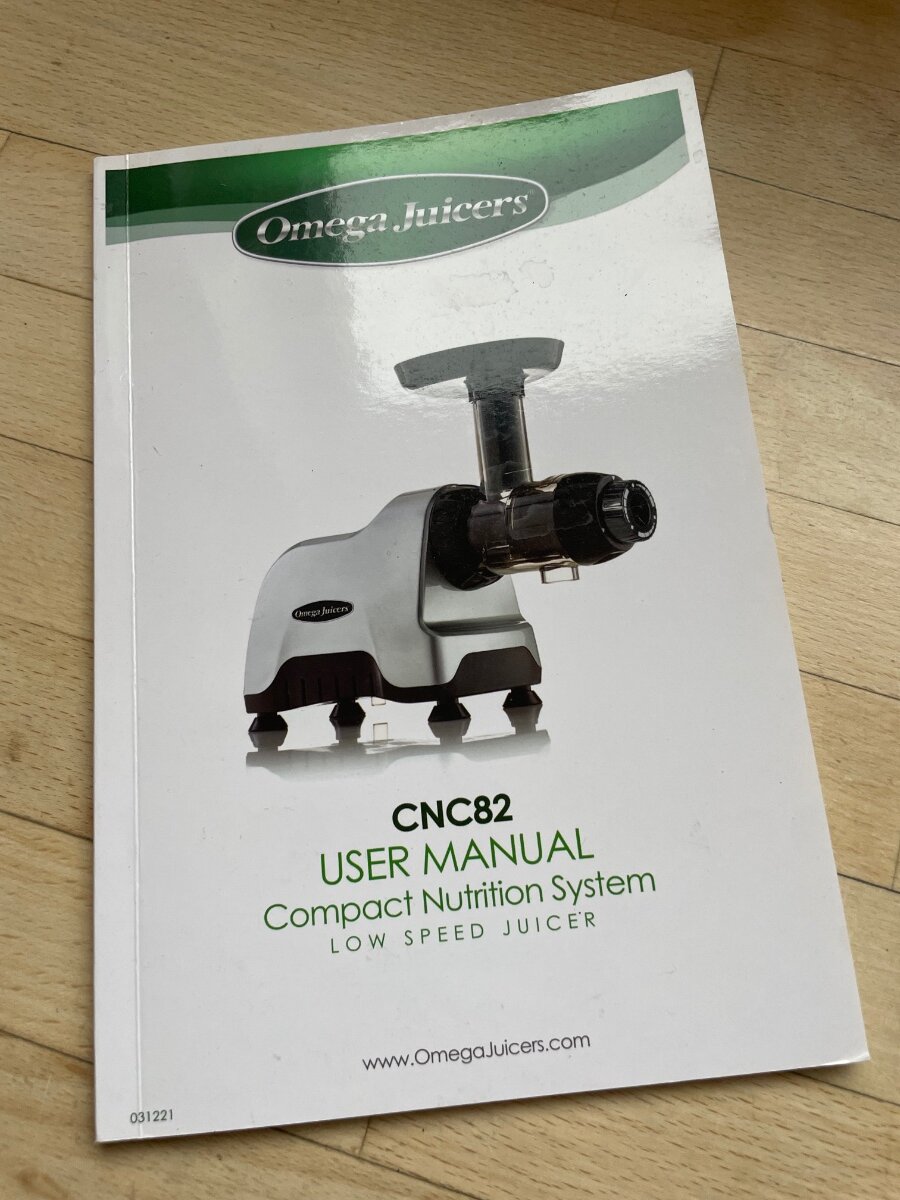 Omega Juicers®
Omega Juicers
CNC82
USER MANUAL
Compact Nutrition System
LOW SPEED JUICER
www.OmegaJuicers.com
031221